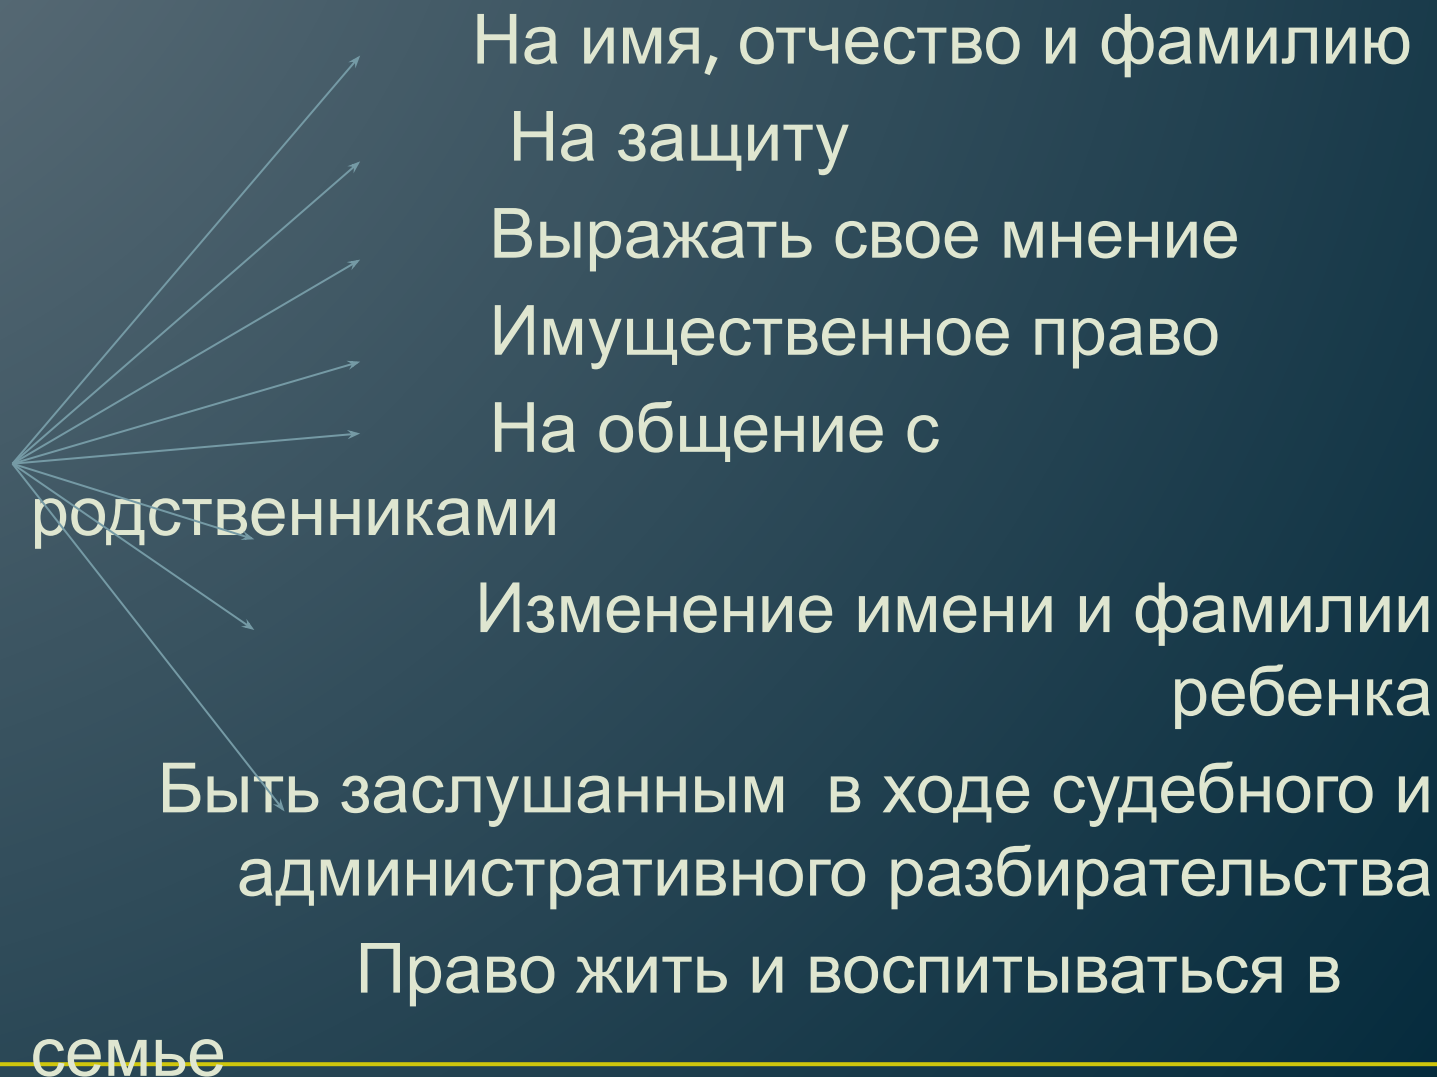 На имя, отчество и фамилию
На защиту
Выражать свое мнение
Имущественное право
На общение с
родственниками
Изменение имени и фамилии
ребенка
Быть заслушанным в ходе судебного и
административного разбирательства
Право жить и воспитываться в
семье